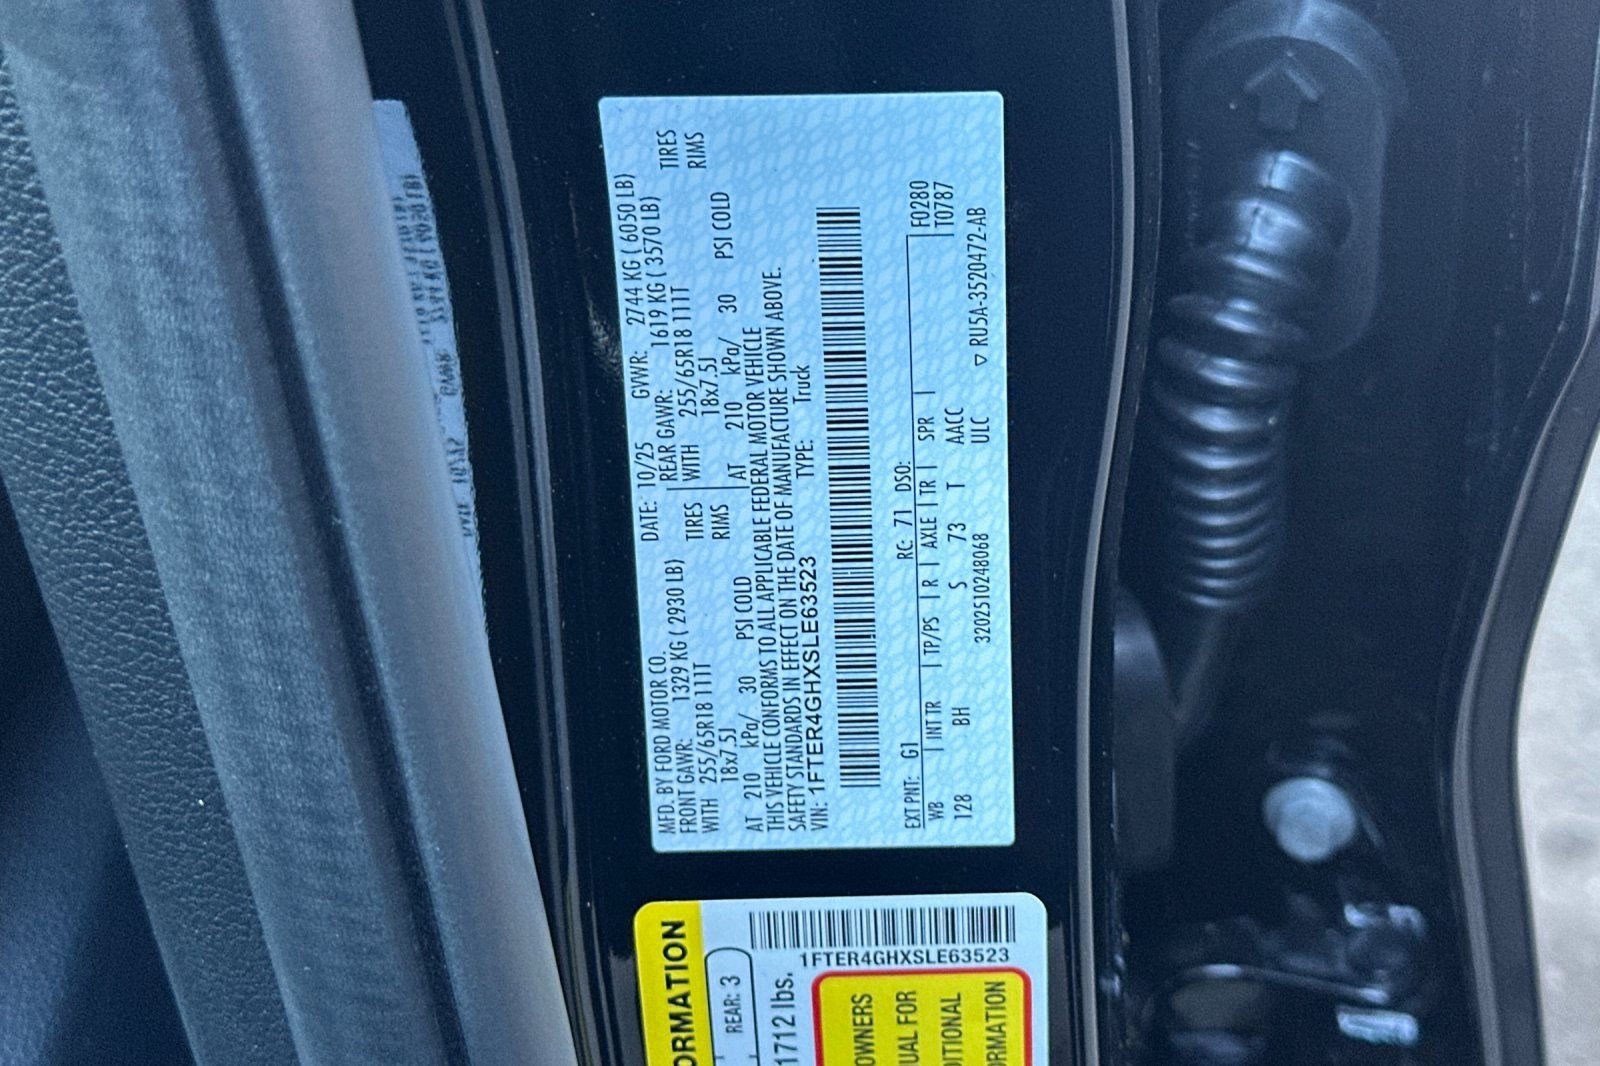 MFD. BY FORD MOTOR CO.
DATE: 10/25
GVWR: 2744 KG ( 6050 LB)
FRONT GAWR: 1329 KG ( 2930 LB)
REAR GAWR: 1619 KG ( 3570 LB)
WITH 255/65R18 111T TIRES
WITH 255/65R18 111T TIRES
18x7.5J RIMS
18x7.5J RIMS
AT 210 kPa/ 30 PSI COLD
AT 210 kPa/ 30 PSI COLD
THIS VEHICLE CONFORMS TO ALL APPLICABLE FEDERAL MOTOR VEHICLE
SAFETY STANDARDS IN EFFECT ON THE DATE OF MANUFACTURE SHOWN ABOVE.
VIN: 1FTER4GHXSLE63523
TYPE: Truck
EXT PNT: G1 RC: 71 DSO:
F0280
WB INT TR TP/PS R AXLE TR SPR
T0787
128 BH S 73 T AACC
3202510248068 ULC
▽ RU5A-3520472-AB
ORMATION
REAR: 3
1712 lbs.
1FTER4GHXSLE63523
OWNERS
UAL FOR
DITIONAL
ORMATION